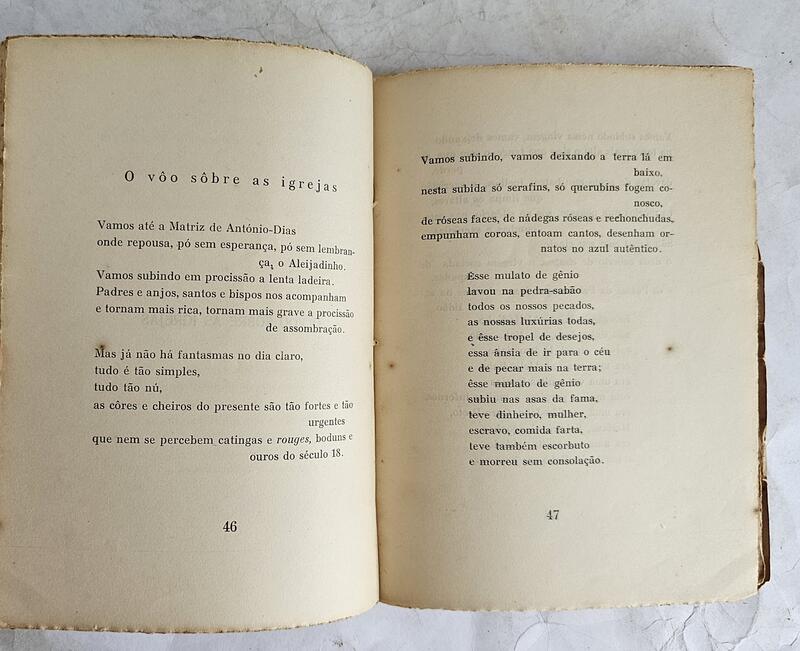 O vôo sôbre as igrejas
Vamos até a Matriz de António-Dias
onde repousa, pó sem esperança, pó sem lembran-
ça, o Aleijadinho.
Vamos subindo em procissão a lenta ladeira.
Padres e anjos, santos e bispos nos acompanham
e tornam mais rica, tornam mais grave a procissão
de assombração.
Mas já não há fantasmas no dia claro,
tudo é tão simples,
tudo tão nú,
as côres e cheiros do presente são tão fortes e tão
urgentes
que nem se percebem catingas e rouges, boduns e
ouros do século 18.
46
Vamos subindo, vamos deixando a terra lá em
baixo,
nesta subida só serafins, só querubins fogem co-
nosco,
de róseas faces, de nádegas róseas e rechonchudas,
empunham coroas, entoam cantos, desenham or-
natos no azul autêntico.
Êsse mulato de gênio
lavou na pedra-sabão
todos os nossos pecados,
as nossas luxúrias todas,
e êsse tropel de desejos,
essa ânsia de ir para o céu
e de pecar mais na terra;
êsse mulato de gênio
subiu nas asas da fama,
teve dinheiro, mulher,
escravo, comida farta,
teve também escorbuto
e morreu sem consolação.
47